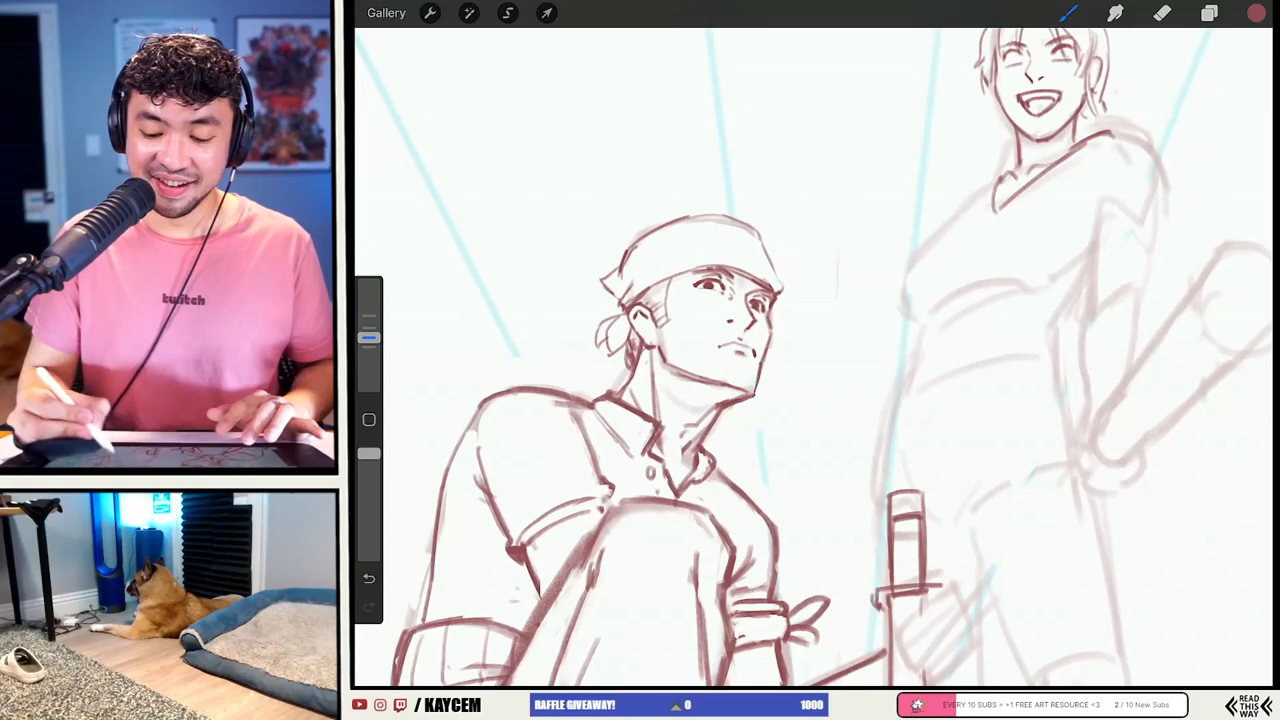 Gallery
twitch
/ KAYCEM
RAFFLE GIVEAWAY!
0
1000
EVERY 10 SUBS = +1 FREE ART RESOURCE <3
2 / 10 New Subs
READ
THIS
WAY